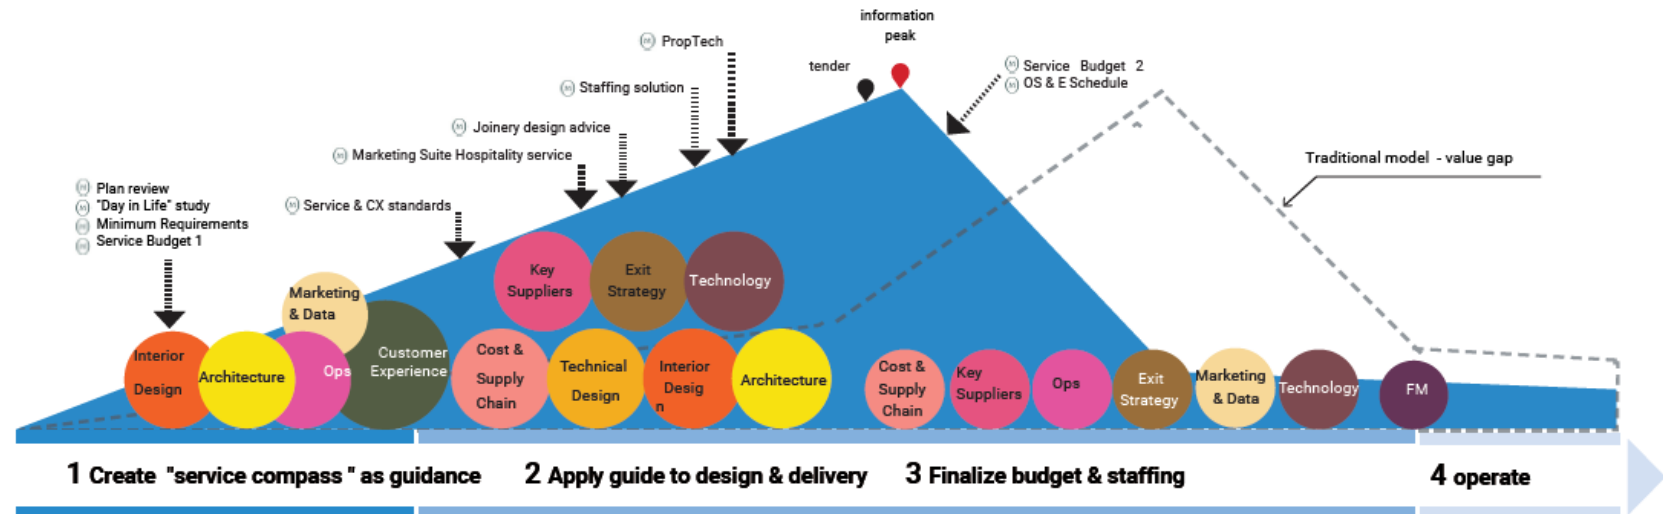 information
peak
PropTech
tender
Service Budget 2
OS & E Schedule
Staffing solution
Joinery design advice
Marketing Suite Hospitality service
Traditional model - value gap
Plan review
"Day in Life" study
Minimum Requirements
Service Budget 1
Service & CX standards
Marketing
& Data
Key
Suppliers
Exit
Strategy
Technology
Interior
Design
Architecture
Ops
Customer
Experience
Cost &
Supply
Chain
Technical
Design
Interior
Desig
n
Architecture
Cost &
Supply
Chain
Key
Suppliers
Ops
Exit
Strategy
Marketing
& Data
Technology
FM
1 Create "service compass " as guidance
2 Apply guide to design & delivery
3 Finalize budget & staffing
4 operate